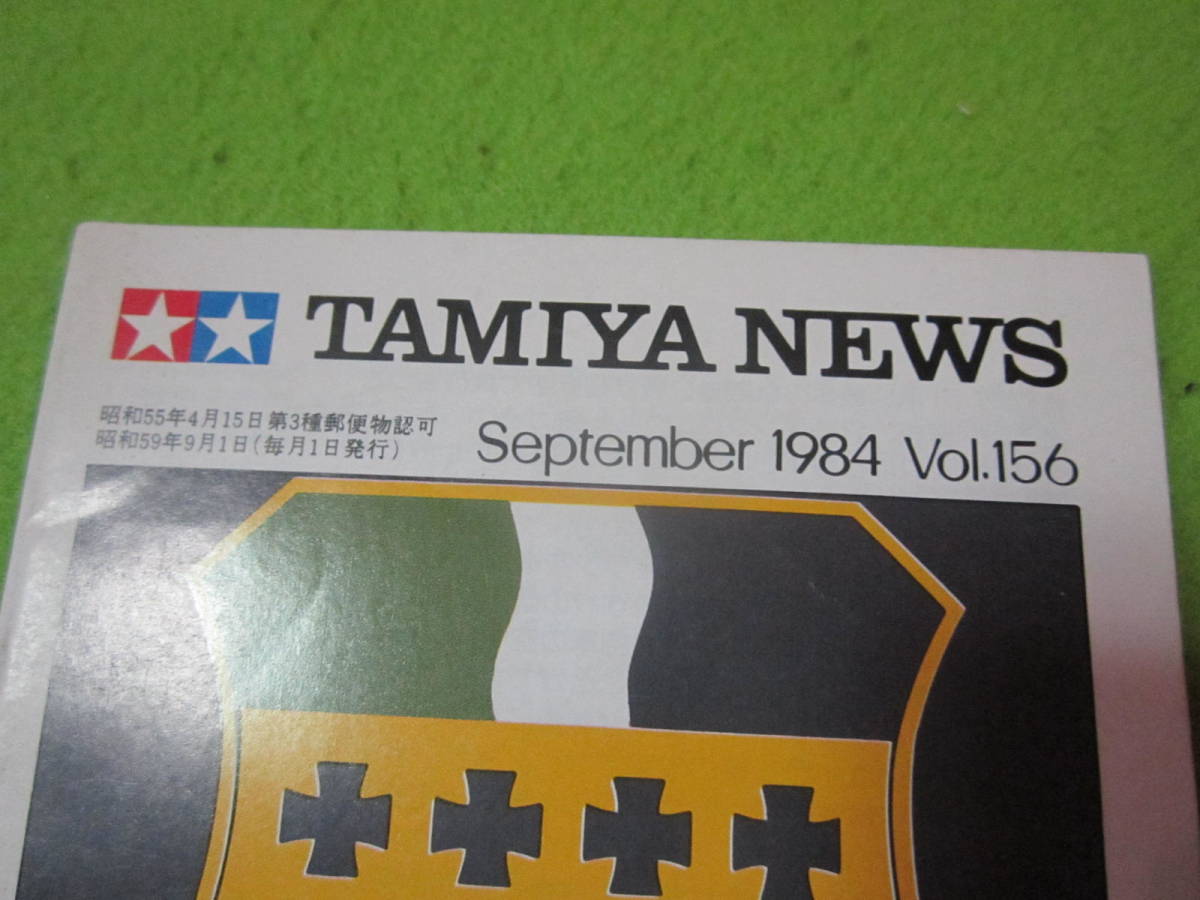 TAMIYA NEWS
昭和55年4月15日第3種郵便物認可
昭和59年9月1日(毎月1日発行)
September 1984 Vol.156